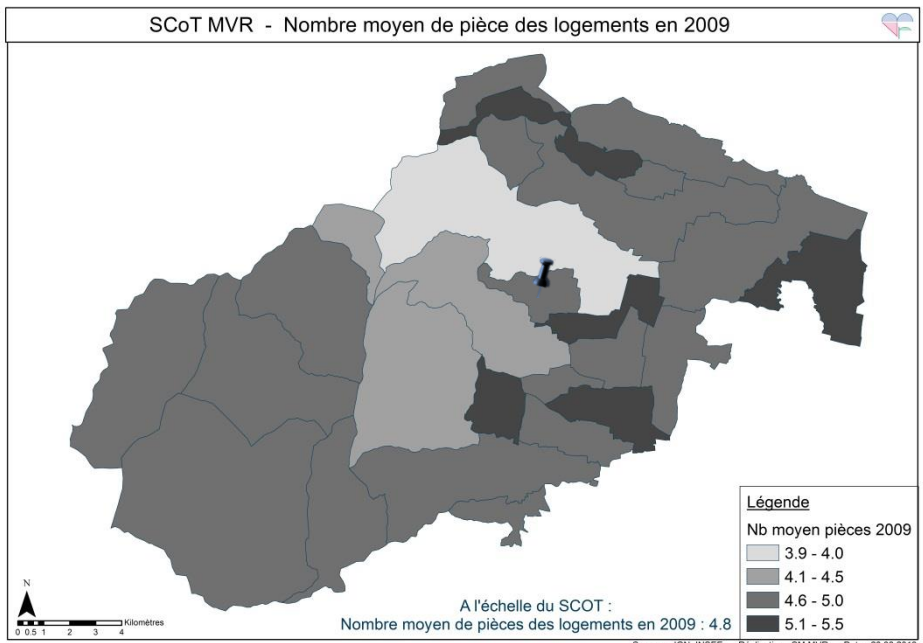 SCoT MVR - Nombre moyen de pièce des logements en 2009
Légende
Nb moyen pièces 2009
3.9 - 4.0
4.1 - 4.5
4.6 - 5.0
5.1 - 5.5
N
Kilomètres
0 0.5 1 2 3 4
A l'échelle du SCOT :
Nombre moyen de pièces des logements en 2009 : 4.8